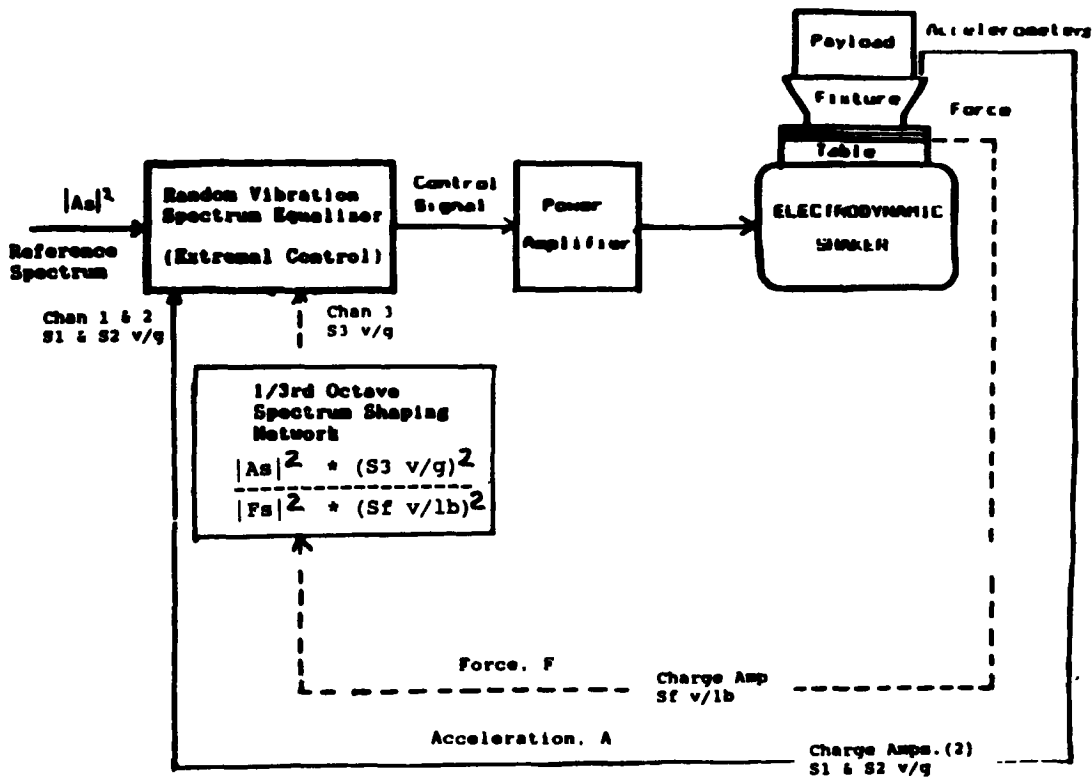 Payload
Accelerometers
Fixture
Force
Table
|As|²
Reference
Spectrum
Random Vibration
Spectrum Equalizer
(Extremal Control)
Control
Signal
Power
Amplifier
ELECTRODYNAMIC
SHAKER
Chan 1 & 2
S1 & S2 v/g
Chan 3
S3 v/g
1/3rd Octave
Spectrum Shaping
Network
|As|² * (S3 v/g)²
|Fs|² * (Sf v/lb)²
Force, F
Charge Amp
Sf v/lb
Acceleration, A
Charge Amps.(2)
S1 & S2 v/g